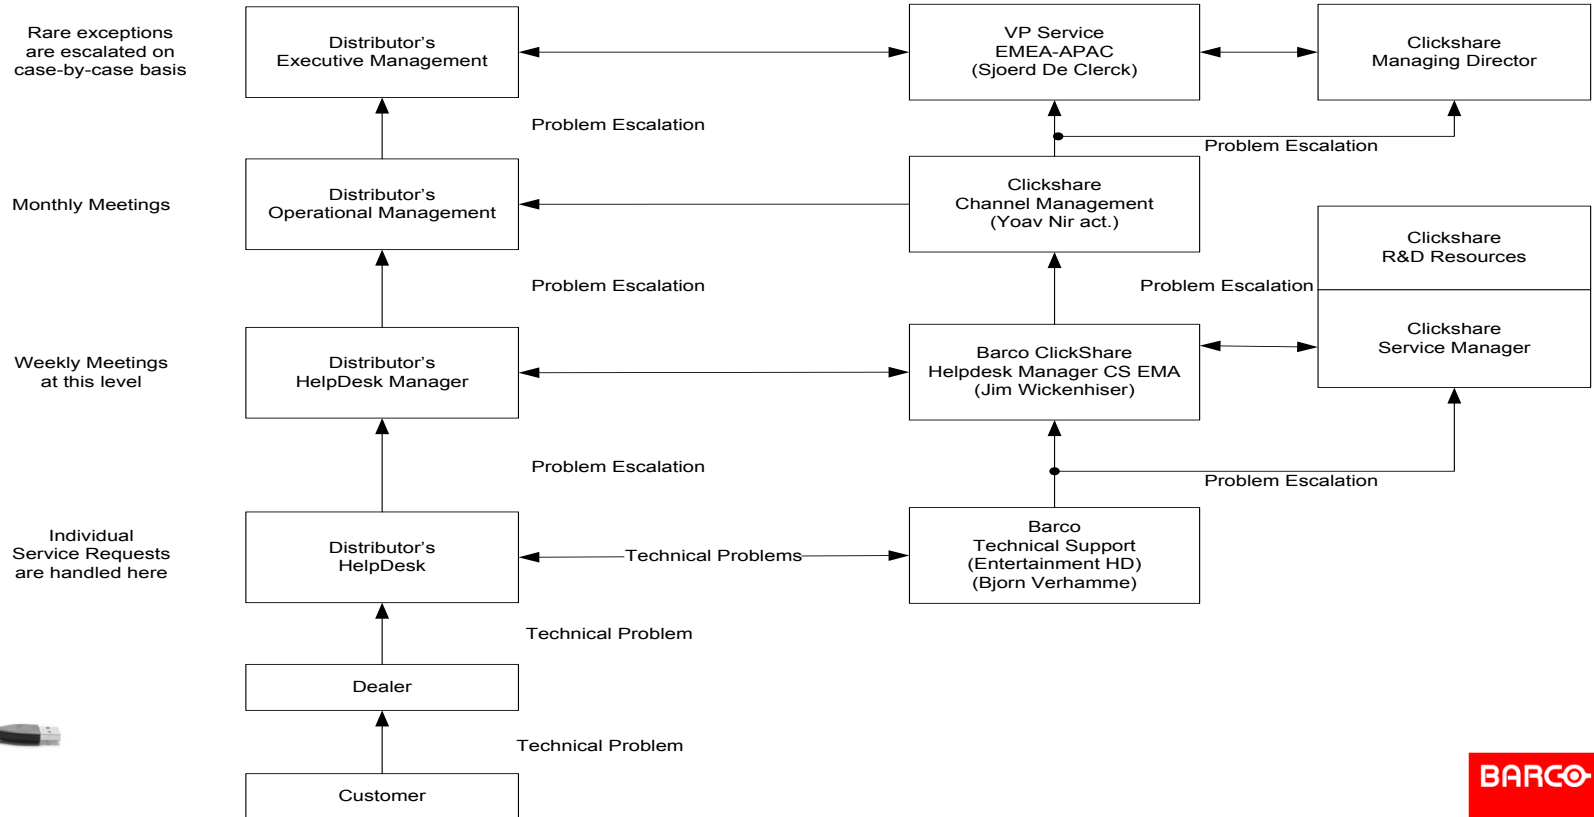 Rare exceptions
are escalated on
case-by-case basis
Distributor's
Executive Management
VP Service
EMEA-APAC
(Sjoerd De Clerck)
Clickshare
Managing Director
Problem Escalation
Problem Escalation
Monthly Meetings
Distributor's
Operational Management
Clickshare
Channel Management
(Yoav Nir act.)
Clickshare
R&D Resources
Problem Escalation
Problem Escalation
Weekly Meetings
at this level
Distributor's
HelpDesk Manager
Barco ClickShare
Helpdesk Manager CS EMA
(Jim Wickenhiser)
Clickshare
Service Manager
Problem Escalation
Problem Escalation
Individual
Service Requests
are handled here
Distributor's
HelpDesk
Technical Problems
Barco
Technical Support
(Entertainment HD)
(Bjorn Verhamme)
Technical Problem
Dealer
Technical Problem
Customer
BARCO